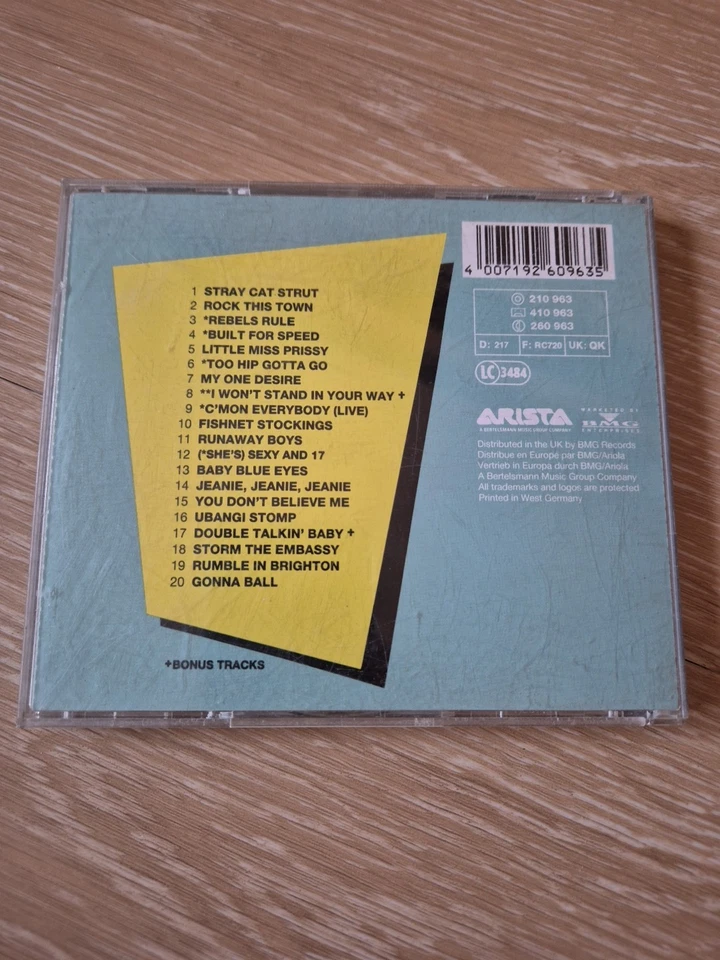 1 STRAY CAT STRUT
2 ROCK THIS TOWN
3 *REBELS RULE
4 *BUILT FOR SPEED
5 LITTLE MISS PRISSY
6 *TOO HIP GOTTA GO
7 MY ONE DESIRE
8 **I WON'T STAND IN YOUR WAY +
9 *C'MON EVERYBODY (LIVE)
10 FISHNET STOCKINGS
11 RUNAWAY BOYS
12 (*SHE'S) SEXY AND 17
13 BABY BLUE EYES
14 JEANIE, JEANIE, JEANIE
15 YOU DON'T BELIEVE ME
16 UBANGI STOMP
17 DOUBLE TALKIN' BABY +
18 STORM THE EMBASSY
19 RUMBLE IN BRIGHTON
20 GONNA BALL
+BONUS TRACKS
4 007192 609635
210 963
410 963
260 963
D: 217 F: RC720 UK: QK
LC 3484
ARISTA
A BERTELSMANN MUSIC GROUP COMPANY
MARKETED BY
BMG
ENTERPRISE
Distributed in the UK by BMG Records
Distribue en Europe par BMG/Ariola
Vertrieb in Europa durch BMG/Ariola
A Bertelsmann Music Group Company
All trademarks and logos are protected
Printed in West Germany